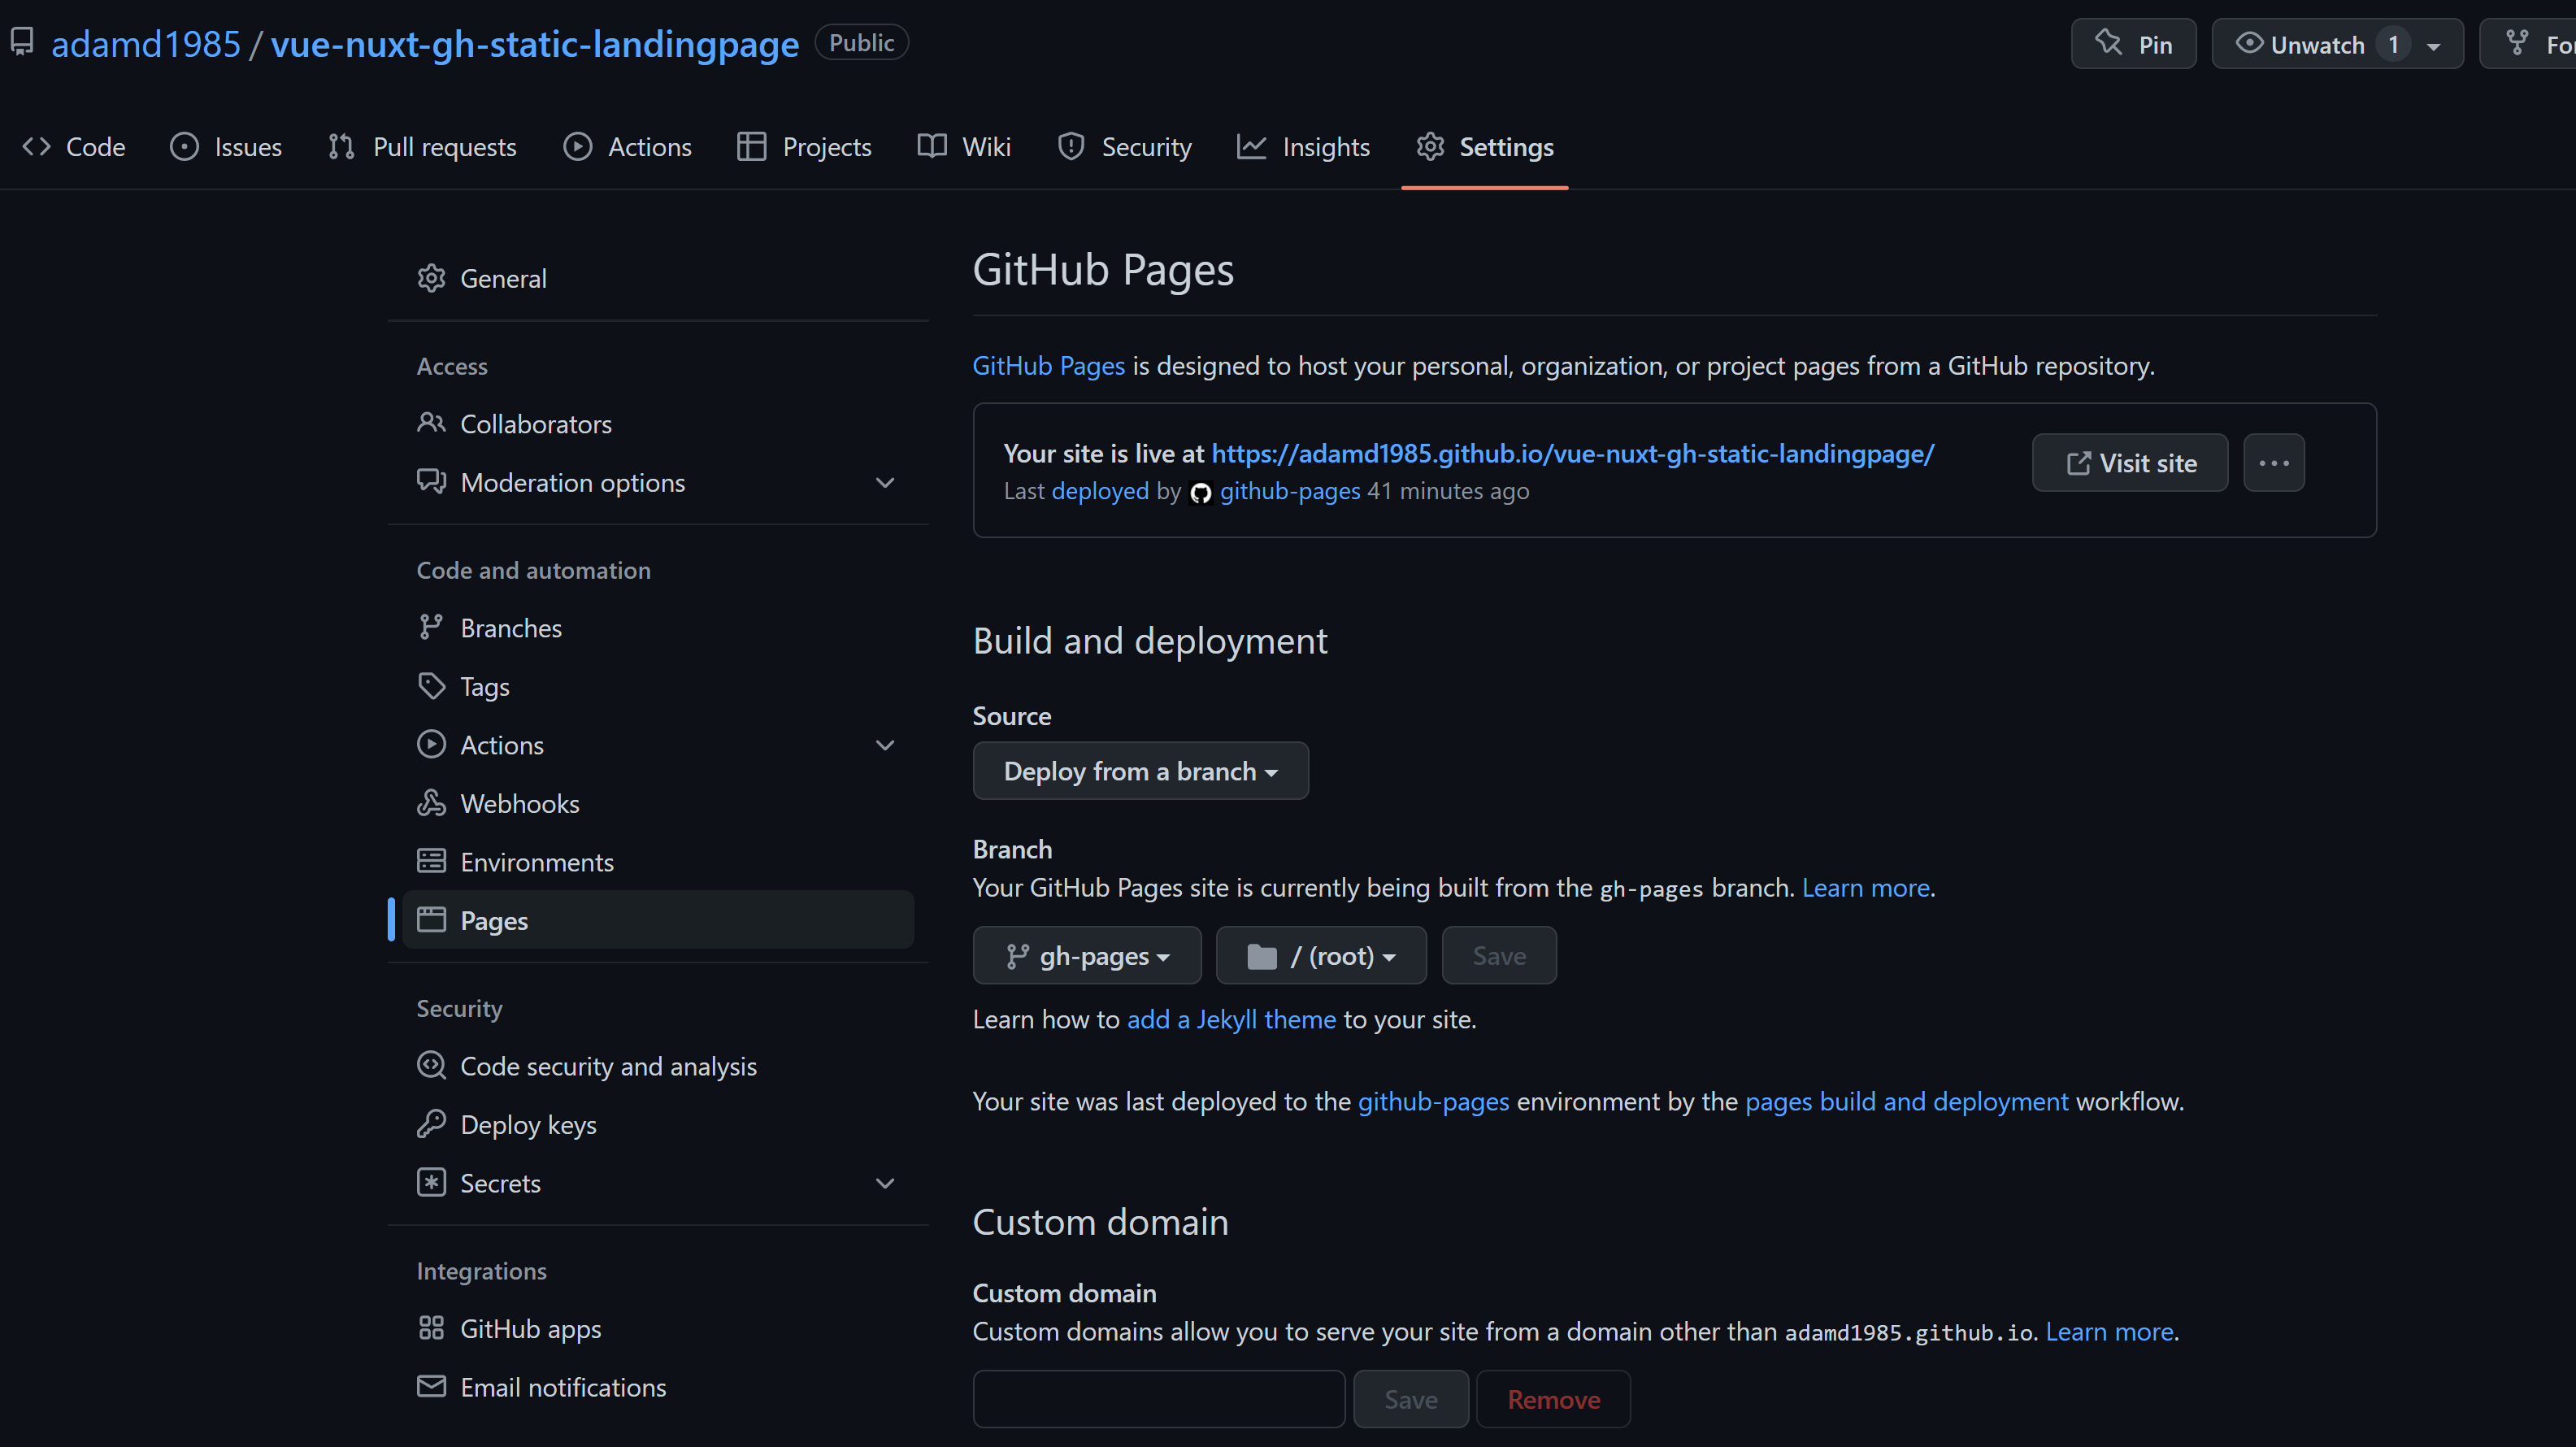 adamd1985 / vue-nuxt-gh-static-landingpage Public
Pin Unwatch 1
Code Issues Pull requests Actions Projects Wiki Security Insights Settings
General
Access
Collaborators
Moderation options
Code and automation
Branches
Tags
Actions
Webhooks
Environments
Pages
Security
Code security and analysis
Deploy keys
Secrets
Integrations
GitHub apps
Email notifications
GitHub Pages
GitHub Pages is designed to host your personal, organization, or project pages from a GitHub repository.
Your site is live at https://adamd1985.github.io/vue-nuxt-gh-static-landingpage/
Last deployed by github-pages 41 minutes ago
Visit site
Build and deployment
Source
Deploy from a branch
Branch
Your GitHub Pages site is currently being built from the gh-pages branch. Learn more.
gh-pages / (root) Save
Learn how to add a Jekyll theme to your site.
Your site was last deployed to the github-pages environment by the pages build and deployment workflow.
Custom domain
Custom domain
Custom domains allow you to serve your site from a domain other than adamd1985.github.io. Learn more.
Save Remove